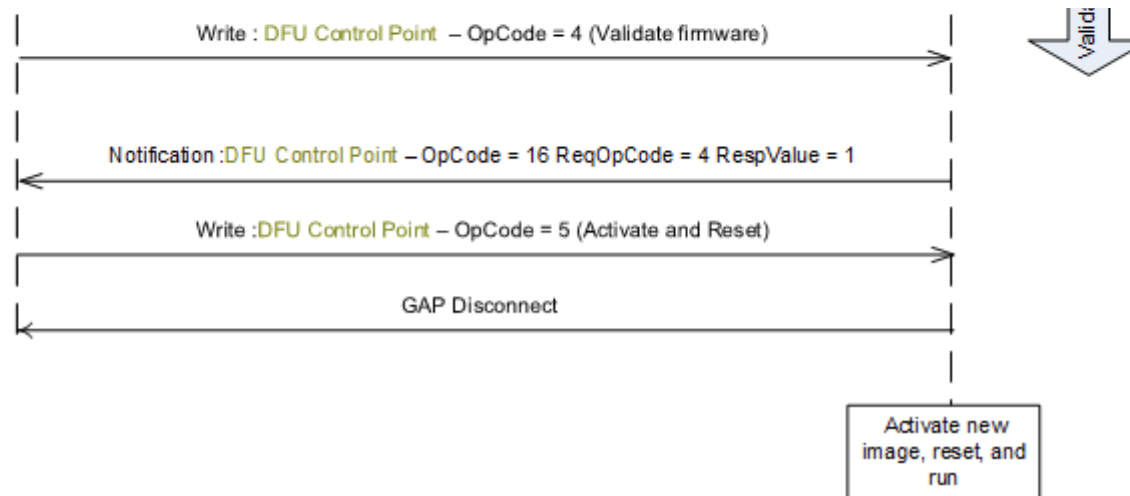 Write : DFU Control Point – OpCode = 4 (Validate firmware)
Notification :DFU Control Point – OpCode = 16 ReqOpCode = 4 RespValue = 1
Write :DFU Control Point – OpCode = 5 (Activate and Reset)
GAP Disconnect
Activate new
image, reset, and
run